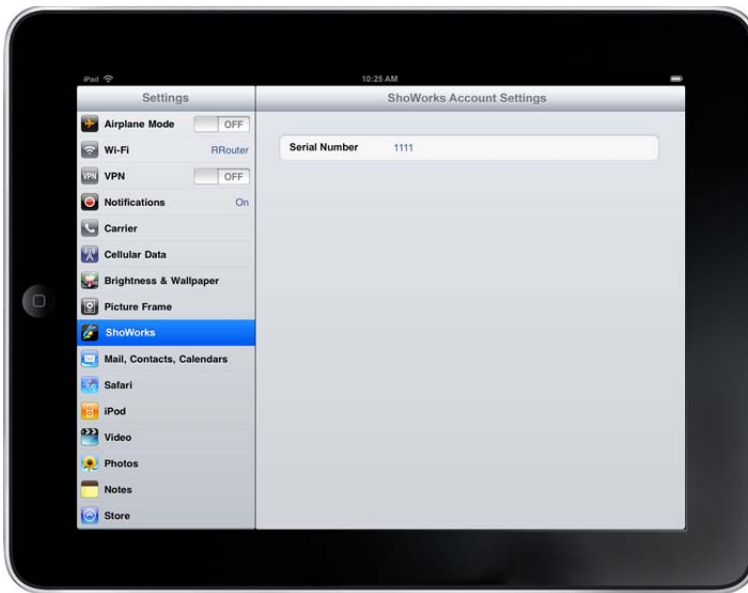 iPad 10:25 AM
Settings
ShoWorks Account Settings
Airplane Mode OFF
Wi-Fi RRouter
VPN VPN OFF
Notifications On
Carrier
Cellular Data
Brightness & Wallpaper
Picture Frame
ShoWorks
Mail, Contacts, Calendars
Safari
iPod
Video
Photos
Notes
Store
Serial Number 1111